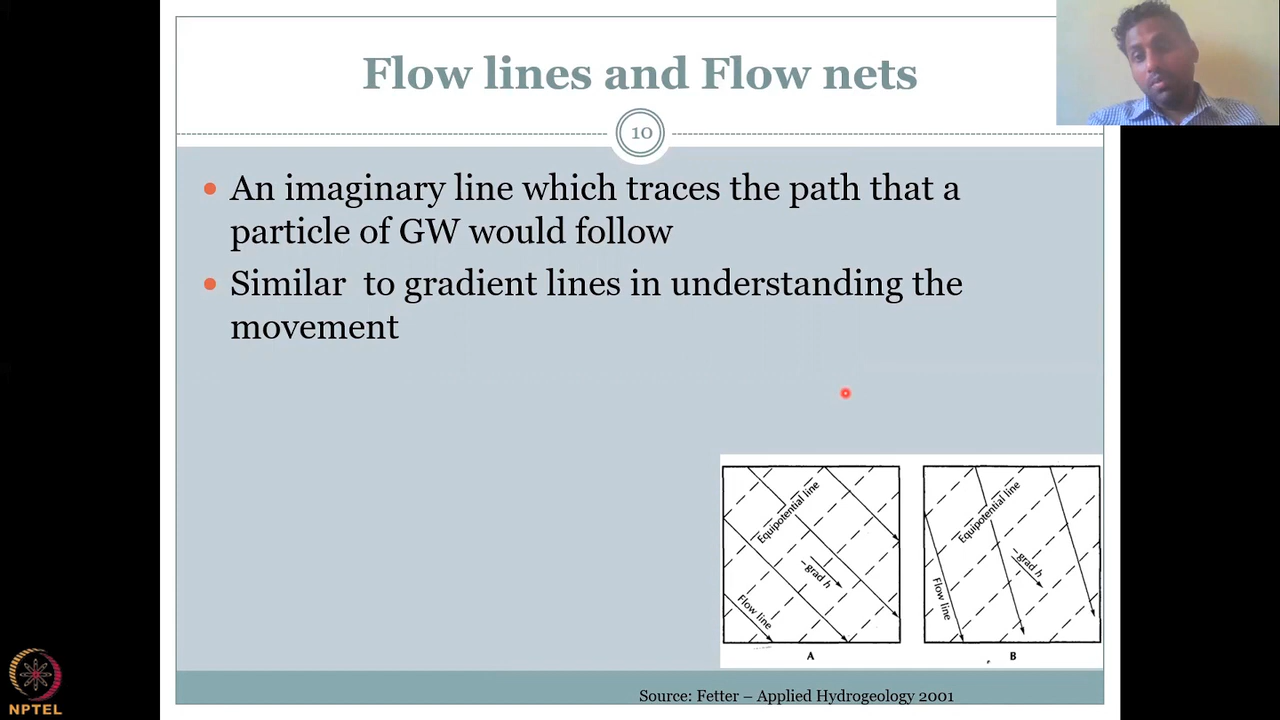 Flow lines and Flow nets
10
• An imaginary line which traces the path that a
particle of GW would follow
• Similar to gradient lines in understanding the
movement
Equipotential line
-grad h
Flow line
A
Equipotential line
-grad h
Flow line
B
Source: Fetter – Applied Hydrogeology 2001
NPTEL